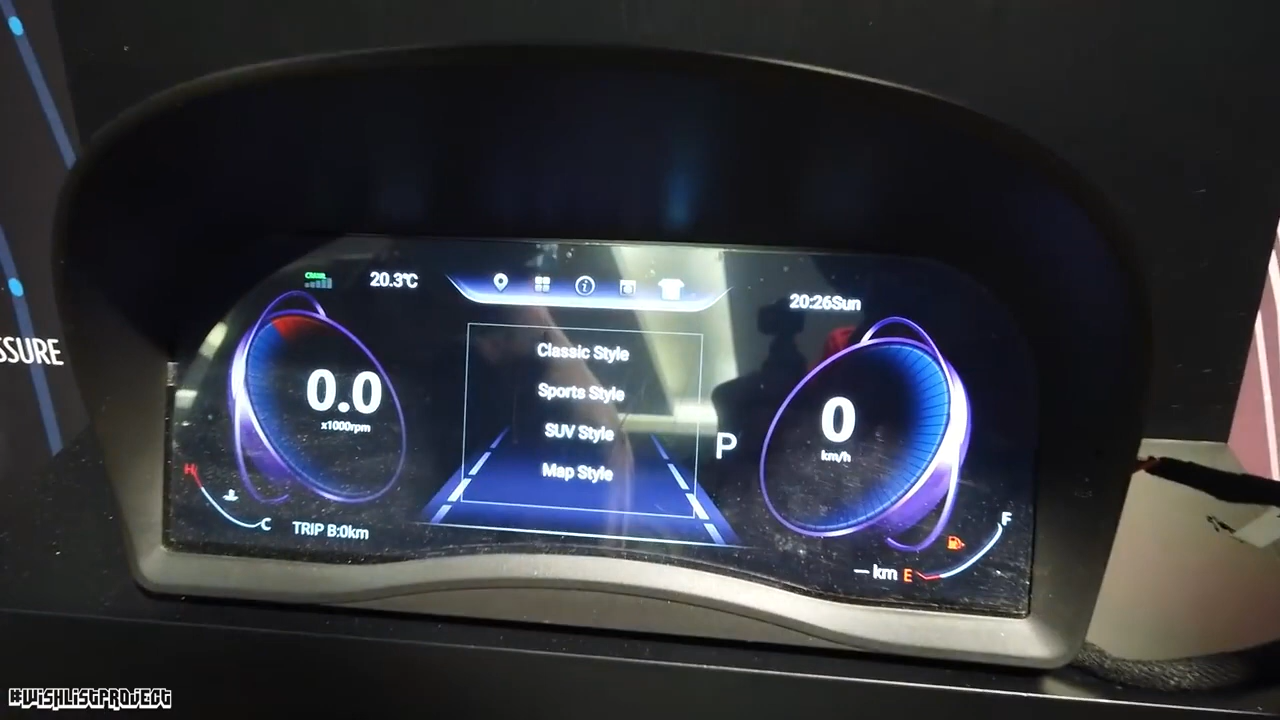 SSURE
20.3℃
20:26Sun
Classic Style
Sports Style
SUV Style
Map Style
0.0
x1000rpm
P
0
km/h
H
C
TRIP B:0km
F
E
–km
#WISHLISTPROJECT